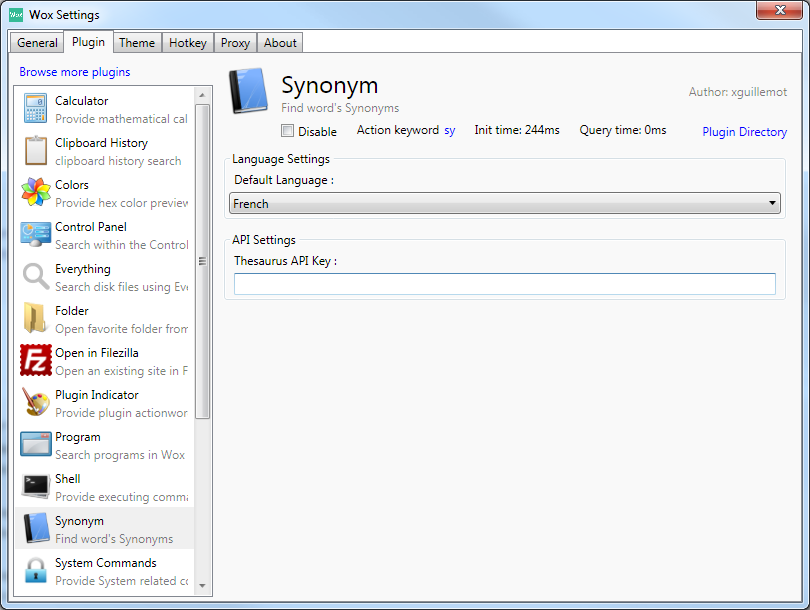 Wox Wox Settings
General Plugin Theme Hotkey Proxy About
Browse more plugins
Calculator
Provide mathematical cal
Clipboard History
clipboard history search
Colors
Provide hex color preview
Control Panel
Search within the Control
Everything
Search disk files using Eve
Folder
Open favorite folder from
Open in Filezilla
Open an existing site in F
Plugin Indicator
Provide plugin actionwor
Program
Search programs in Wox
Shell
Provide executing comma
Synonym
Find word's Synonyms
System Commands
Provide System related co
Synonym
Author: xguillemot
Find word's Synonyms
Disable Action keyword sy Init time: 244ms Query time: 0ms Plugin Directory
Language Settings
Default Language :
French
API Settings
Thesaurus API Key :